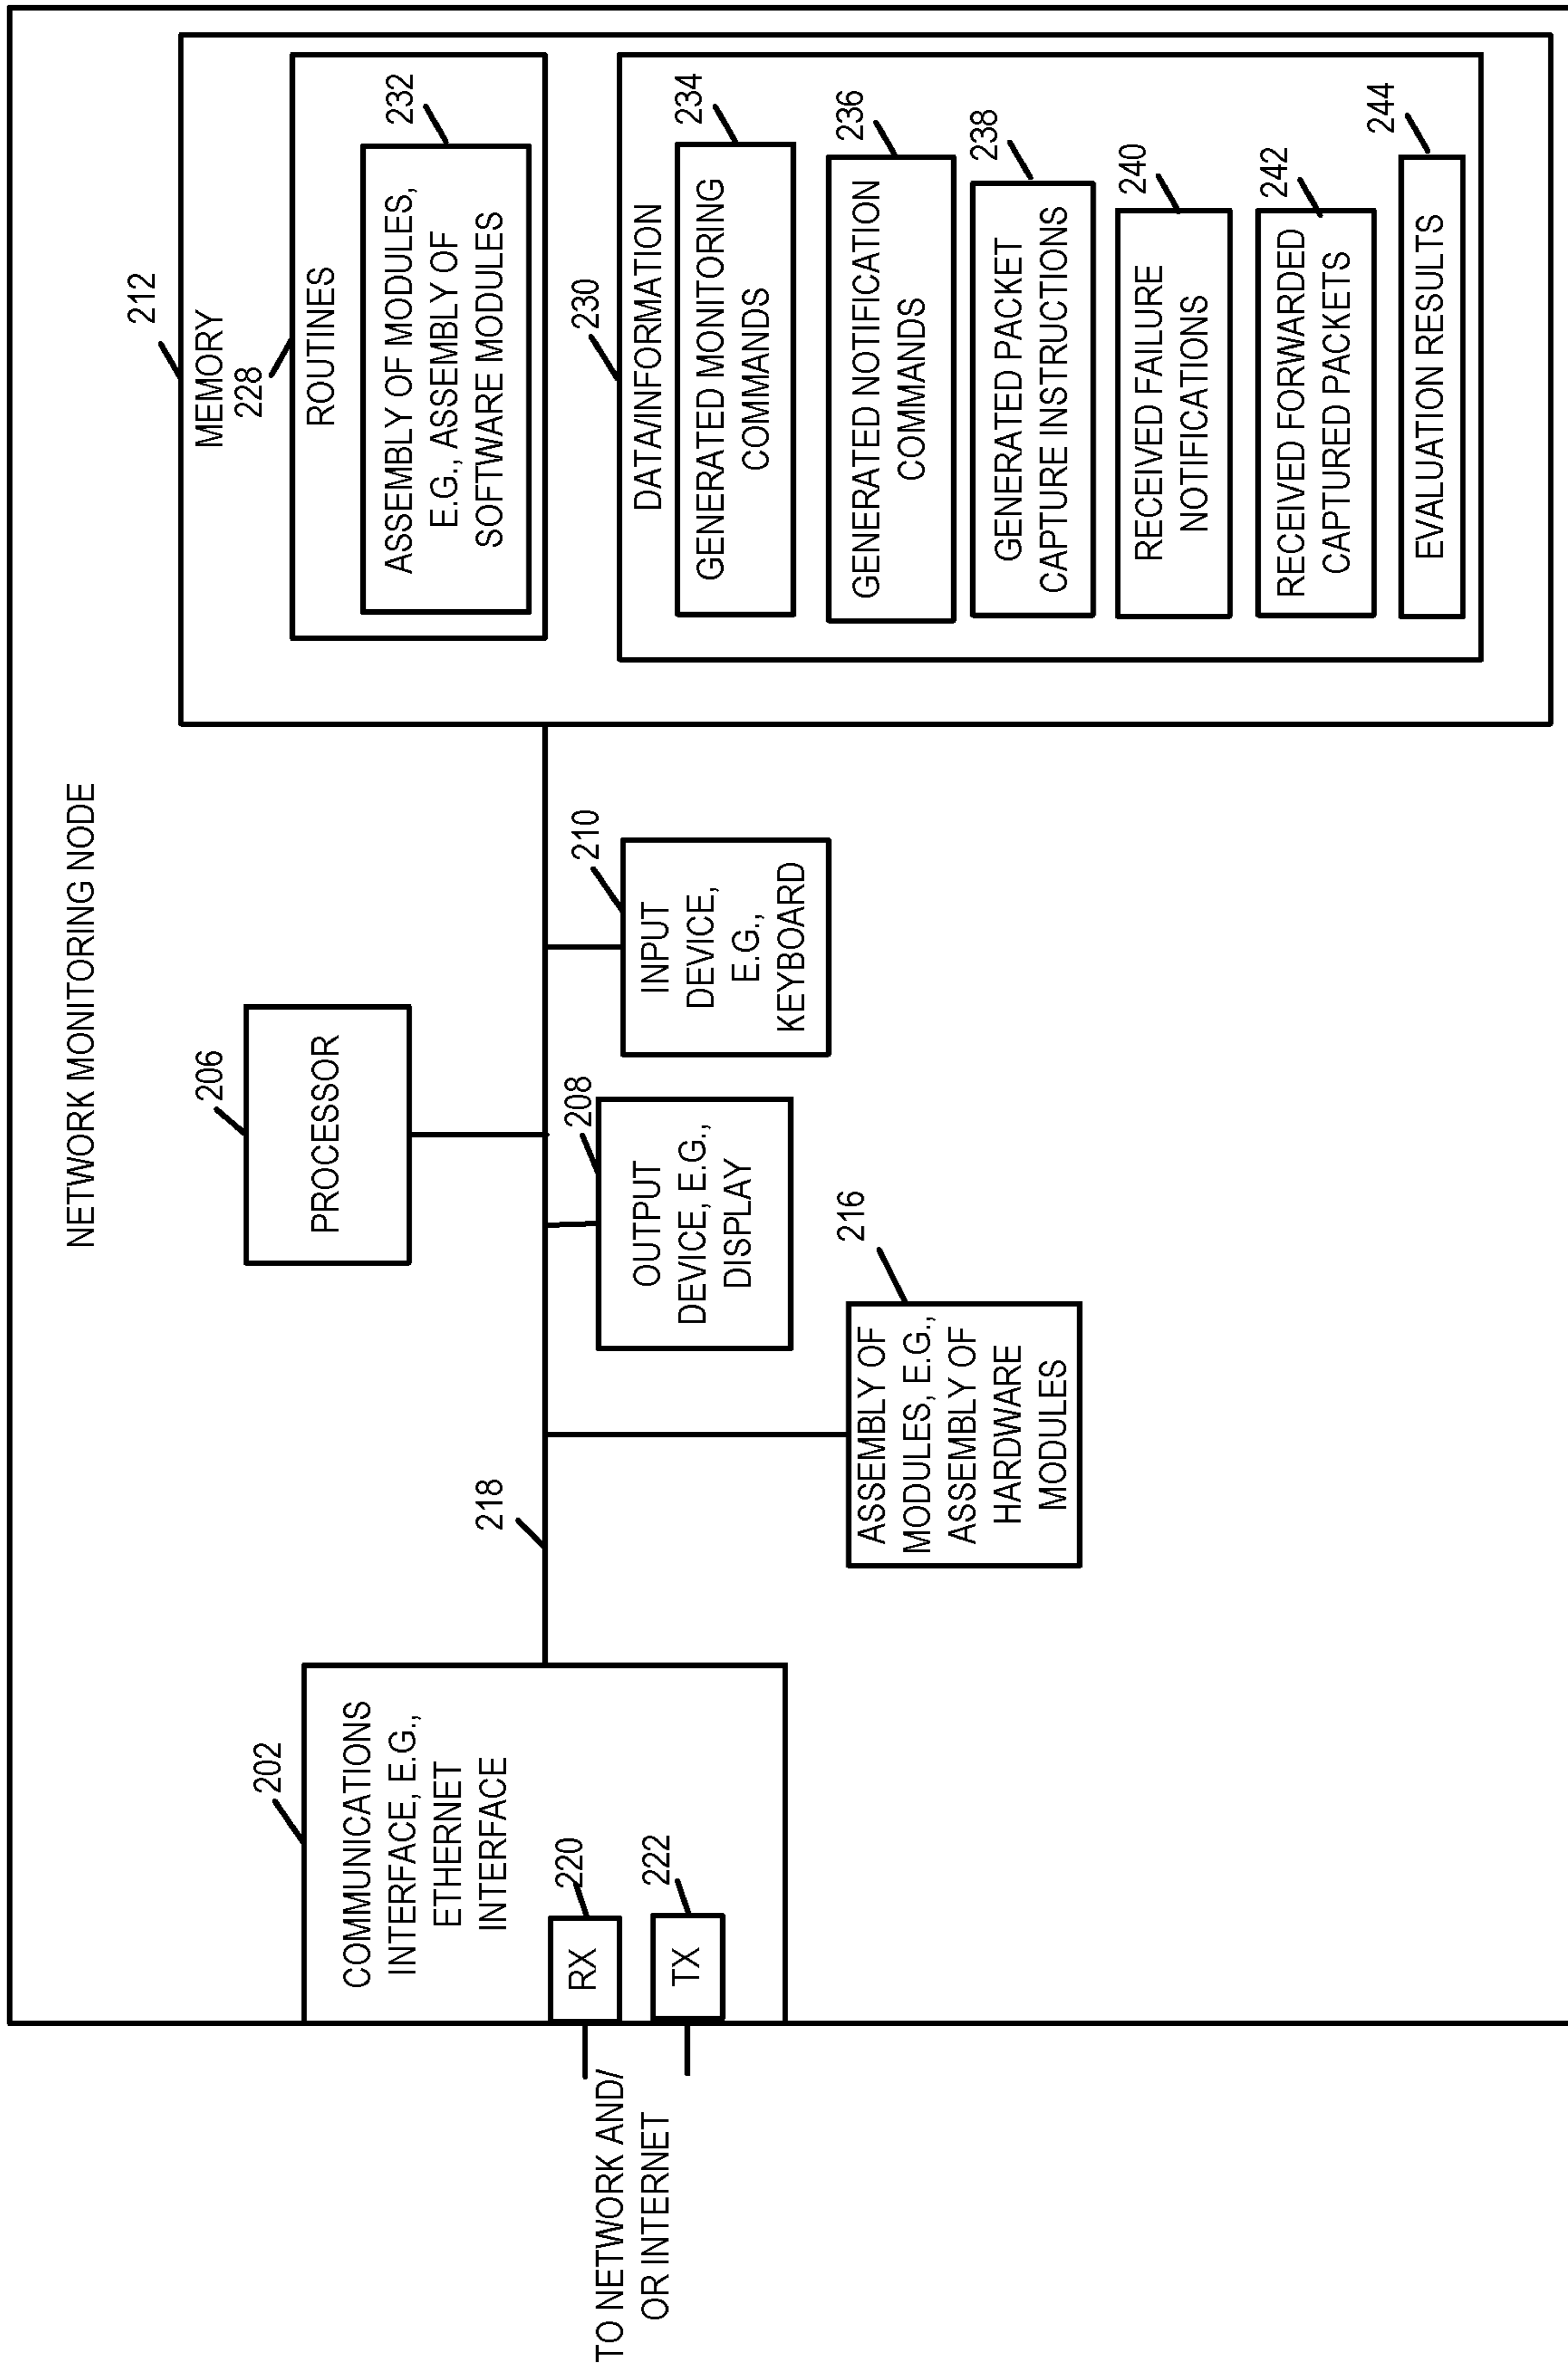 NETWORK MONITORING NODE
202
COMMUNICATIONS
INTERFACE, E.G.,
ETHERNET
INTERFACE
220
RX
222
TX
TO NETWORK AND/
OR INTERNET
218
206
PROCESSOR
208
OUTPUT
DEVICE, E.G.,
DISPLAY
210
INPUT
DEVICE,
E.G.,
KEYBOARD
216
ASSEMBLY OF
MODULES, E.G.,
ASSEMBLY OF
HARDWARE
MODULES
212
MEMORY
228
ROUTINES
232
ASSEMBLY OF MODULES,
E.G., ASSEMBLY OF
SOFTWARE MODULES
230
DATA/INFORMATION
234
GENERATED MONITORING
COMMANDS
236
GENERATED NOTIFICATION
COMMANDS
238
GENERATED PACKET
CAPTURE INSTRUCTIONS
240
RECEIVED FAILURE
NOTIFICATIONS
242
RECEIVED FORWARDED
CAPTURED PACKETS
244
EVALUATION RESULTS